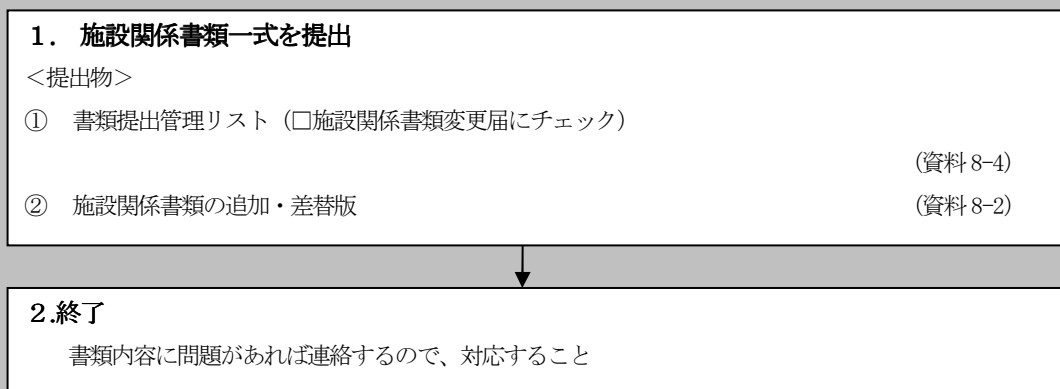 １．　施設関係書類一式を提出
＜提出物＞
①　書類提出管理リスト（□施設関係書類変更届にチェック）
（資料 8-4）
②　施設関係書類の追加・差替版　（資料 8-2）
２.終了
書類内容に問題があれば連絡するので、対応すること